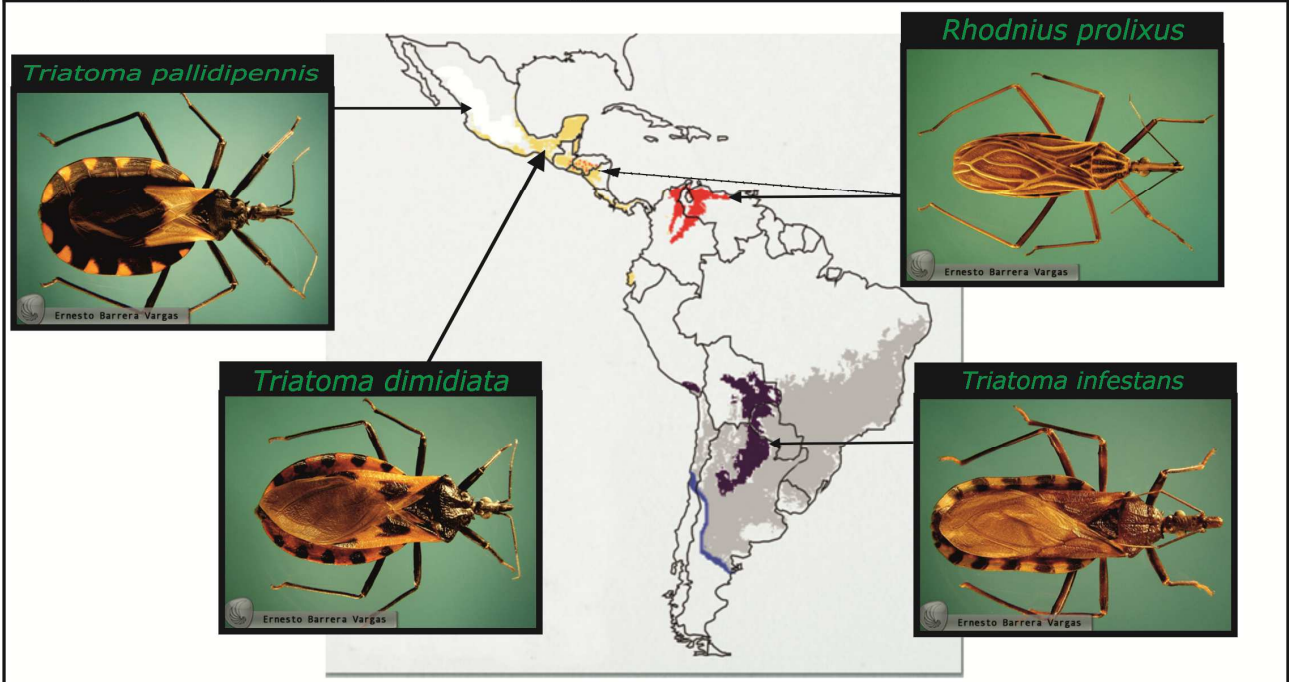 Rhodnius prolixus
Triatoma pallidipennis
Ernesto Barrera Vargas
Ernesto Barrera Vargas
Triatoma dimidiata
Triatoma infestans
Ernesto Barrera Vargas
Ernesto Barrera Vargas